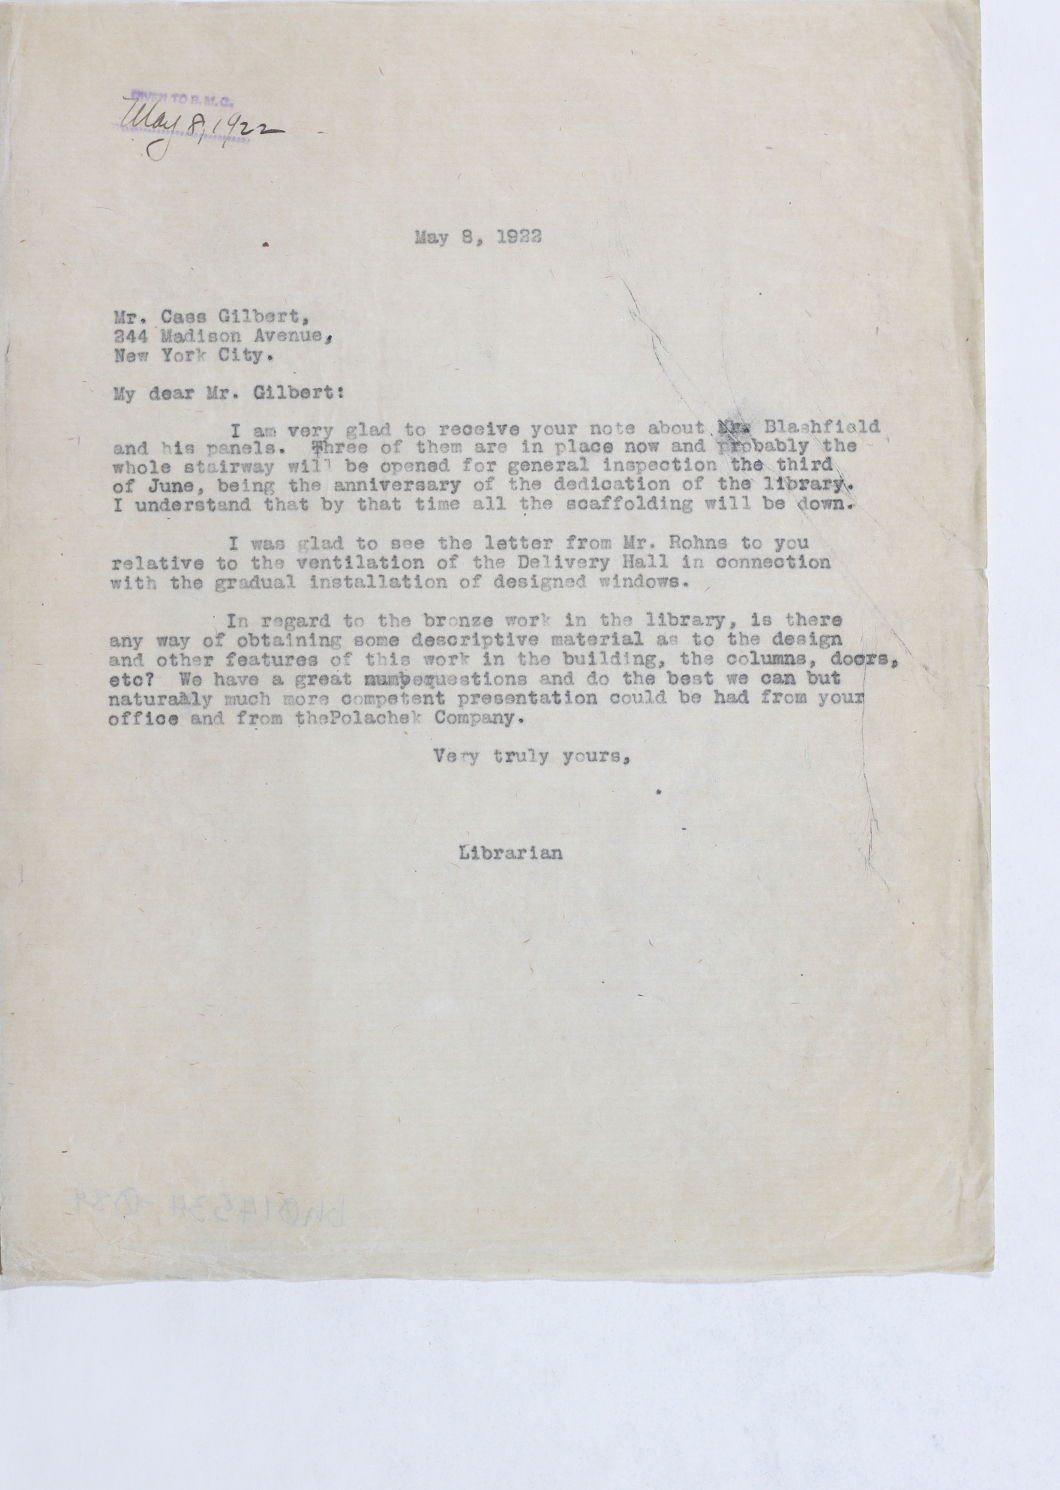 GIVEN TO S.M.G.
May 8, 1922
May 8, 1922
Mr. Cass Gilbert,
244 Madison Avenue,
New York City.
My dear Mr. Gilbert:
I am very glad to receive your note about Mr. Blashfield
and his panels. Three of them are in place now and probably the
whole stairway will be opened for general inspection the third
of June, being the anniversary of the dedication of the library.
I understand that by that time all the scaffolding will be down.
I was glad to see the letter from Mr. Rohns to you
relative to the ventilation of the Delivery Hall in connection
with the gradual installation of designed windows.
In regard to the bronze work in the library, is there
any way of obtaining some descriptive material as to the design
and other features of this work in the building, the columns, doors,
etc? We have a great numbequestions and do the best we can but
naturally much more competent presentation could be had from your
office and from thePolachek Company.
Very truly yours,
Librarian